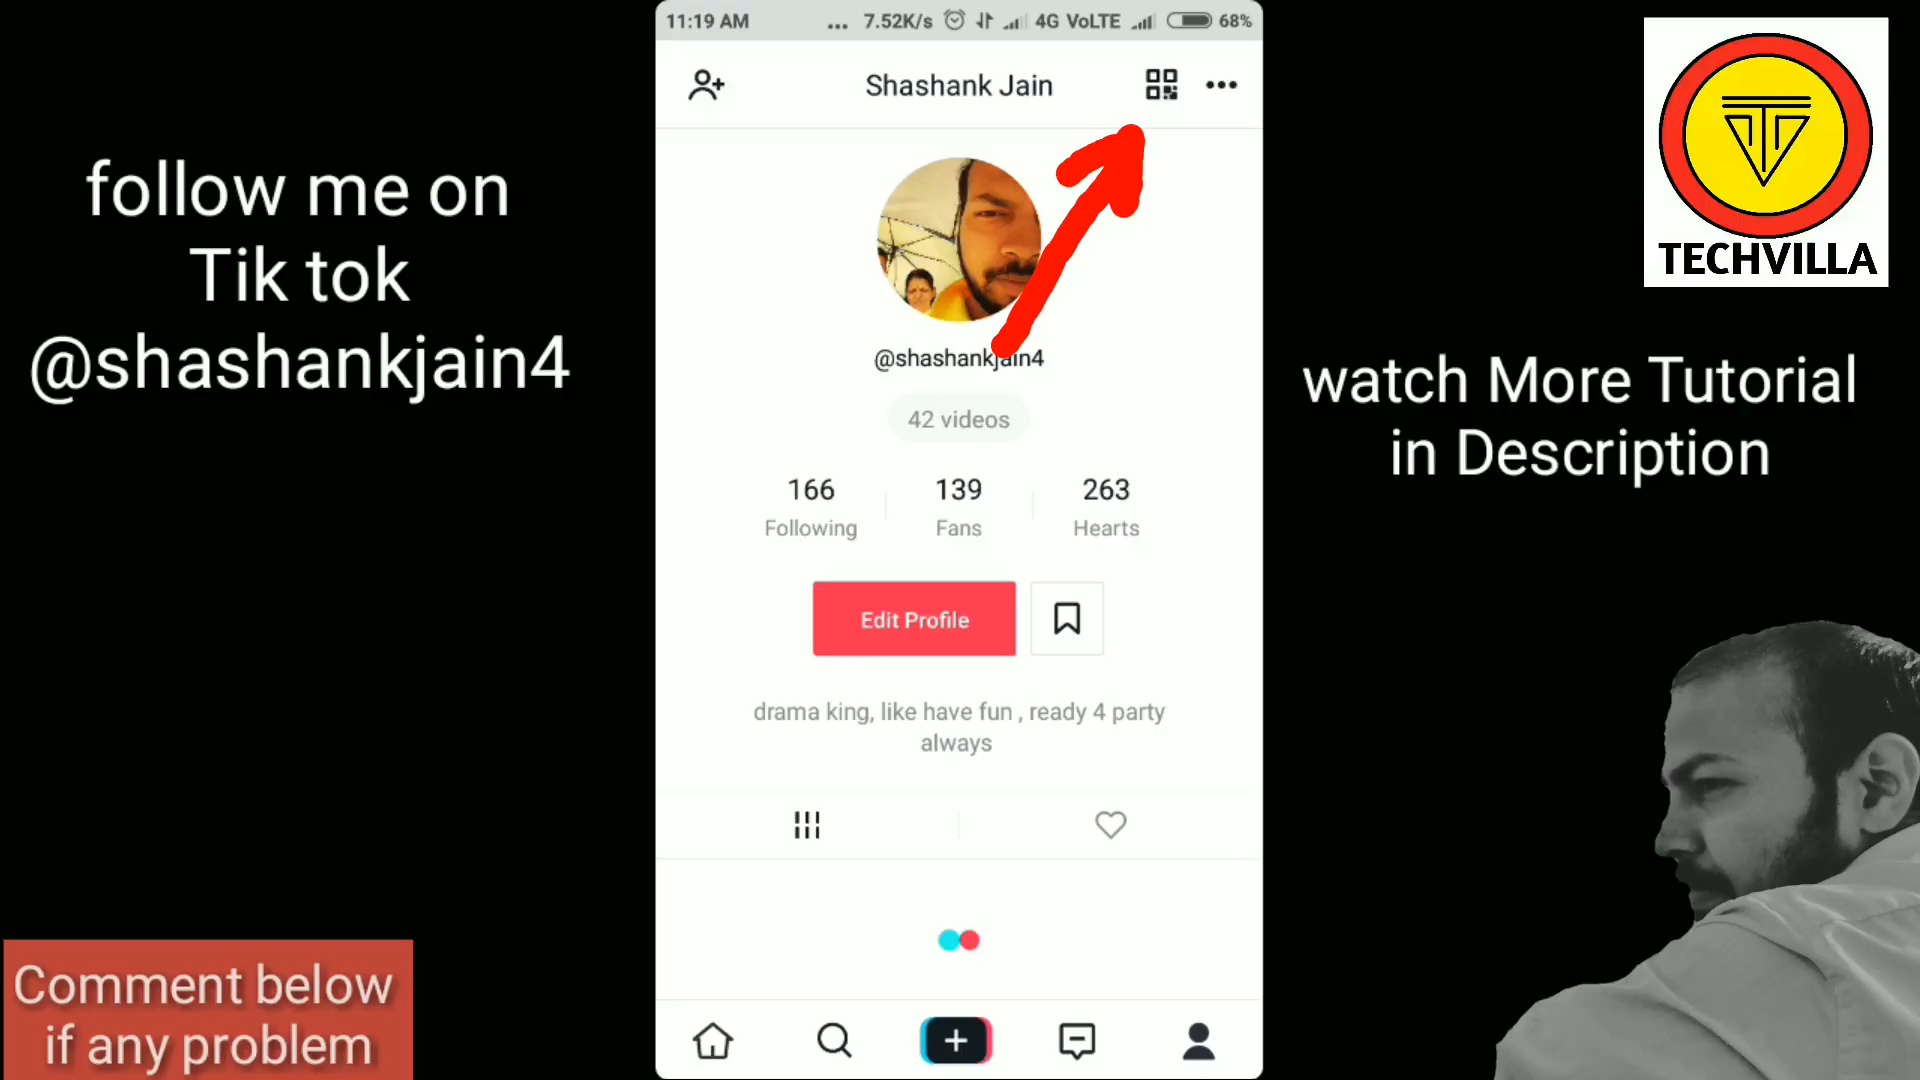 11:19 AM ... 7.52K/s 4G VoLTE 68%
Shashank Jain
follow me on
Tik tok
@shashankjain4
TECHVILLA
@shashankjain4
42 videos
166 139 263
Following Fans Hearts
watch More Tutorial
in Description
Edit Profile
drama king, like have fun , ready 4 party
always
Comment below
if any problem